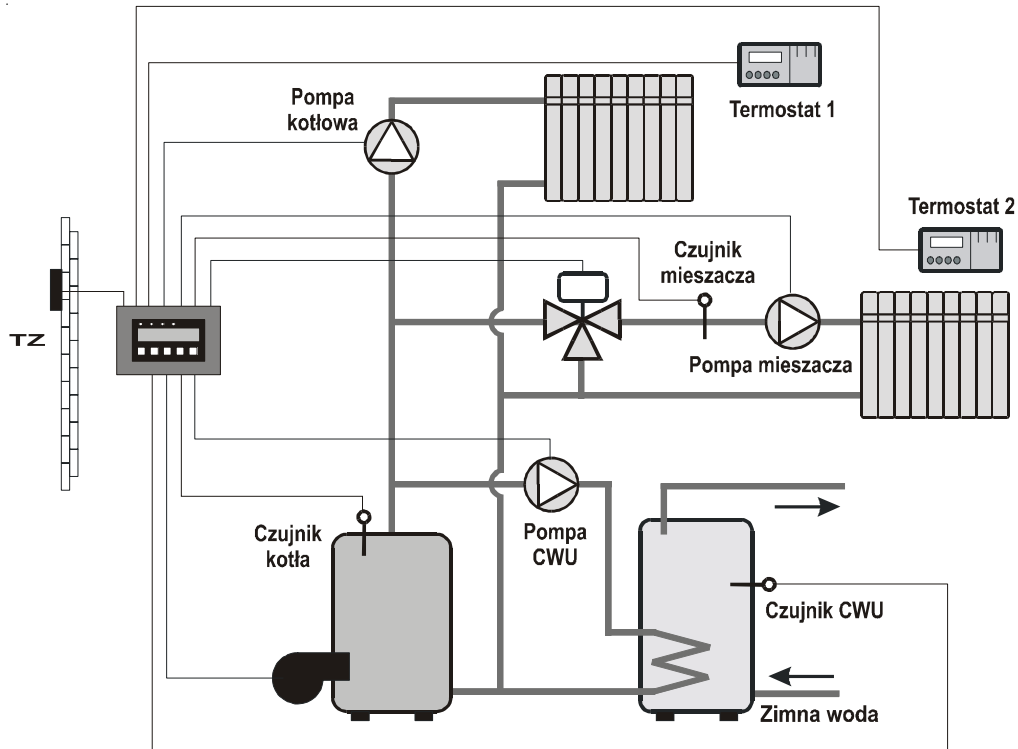 Pompa
kotłowa
Termostat 1
Termostat 2
Czujnik
mieszacza
TZ
Pompa mieszacza
Czujnik
kotła
Pompa
CWU
Czujnik CWU
Zimna woda